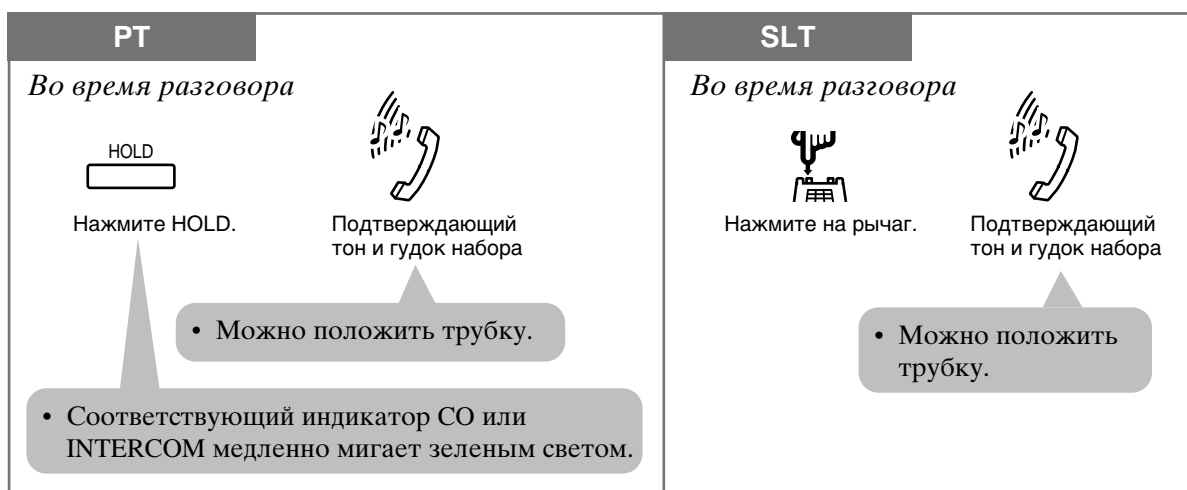 PT
Во время разговора
HOLD
Нажмите HOLD.
Подтверждающий
тон и гудок набора
• Можно положить трубку.
• Соответствующий индикатор CO или
INTERCOM медленно мигает зеленым светом.
SLT
Во время разговора
Нажмите на рычаг.
Подтверждающий
тон и гудок набора
• Можно положить
трубку.